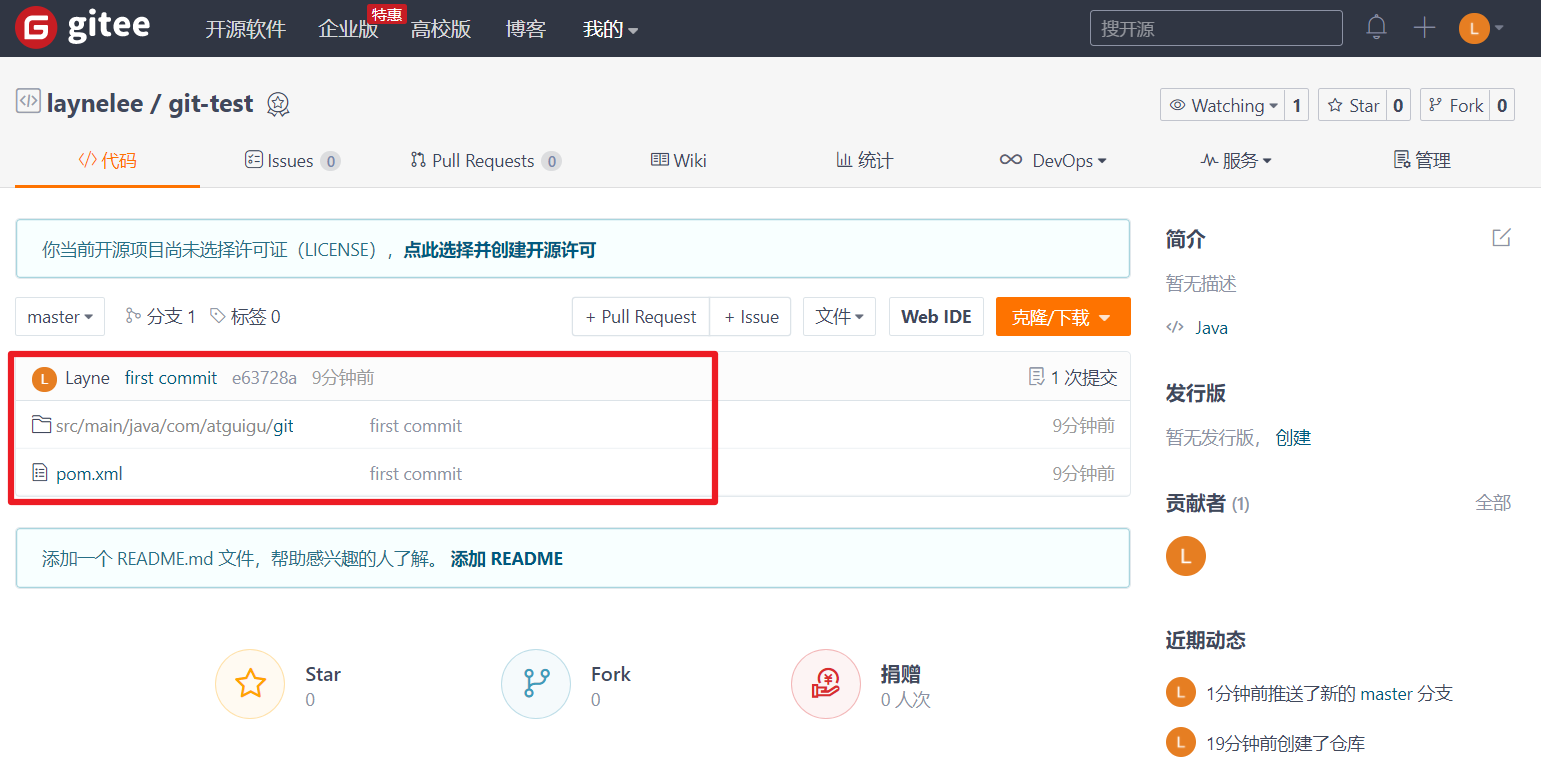 gitee 开源软件 企业版 特惠 高校版 博客 我的 搜开源 L
laynelee / git-test Watching 1 Star 0 Fork 0
代码 Issues 0 Pull Requests 0 Wiki 统计 DevOps 服务 管理
你当前开源项目尚未选择许可证（LICENSE），点此选择并创建开源许可
master 分支 1 标签 0 + Pull Request + Issue 文件 Web IDE 克隆/下载
L Layne first commit e63728a 9分钟前 1 次提交
src/main/java/com/atguigu/git first commit 9分钟前
pom.xml first commit 9分钟前
添加一个 README.md 文件，帮助感兴趣的人了解。 添加 README
Star
0
Fork
0
捐赠
0 人次
简介
暂无描述
Java
发行版
暂无发行版， 创建
贡献者 (1) 全部
L
近期动态
L 1分钟前推送了新的 master 分支
L 19分钟前创建了仓库